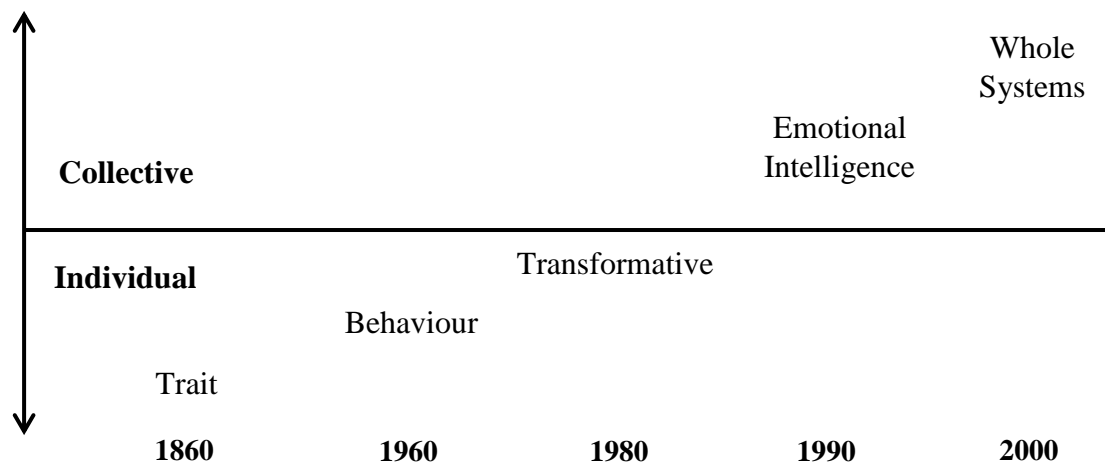 Whole
Systems
Emotional
Intelligence
Collective
Individual
Transformative
Behaviour
Trait
1860 1960 1980 1990 2000